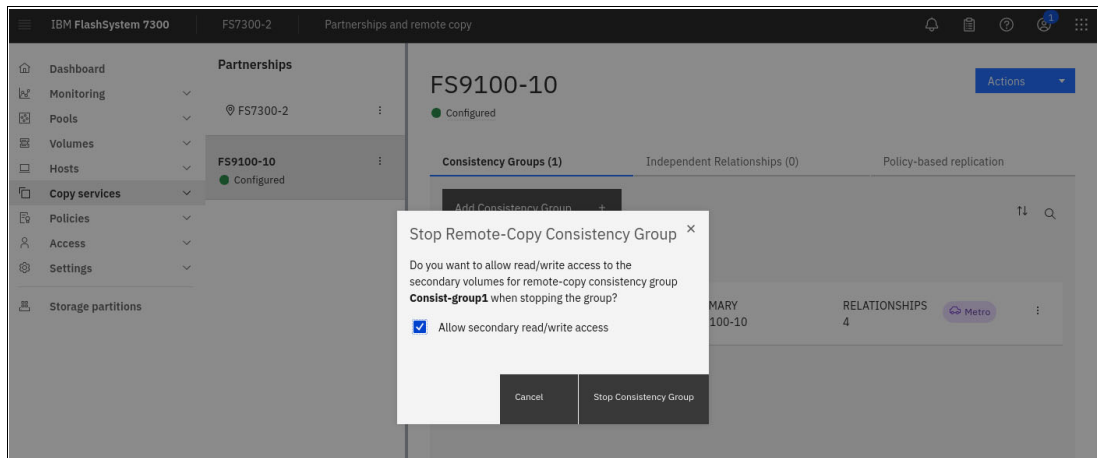 IBM FlashSystem 7300
FS7300-2
Partnerships and remote copy
1
Dashboard
Monitoring
Pools
Volumes
Hosts
Copy services
Policies
Access
Settings
Storage partitions
Partnerships
FS7300-2
FS9100-10
Configured
FS9100-10
Configured
Actions
Consistency Groups (1)
Independent Relationships (0)
Policy-based replication
Add Consistency Group +
Stop Remote-Copy Consistency Group
Do you want to allow read/write access to the
secondary volumes for remote-copy consistency group
Consist-group1 when stopping the group?
Allow secondary read/write access
Cancel
Stop Consistency Group
MARY
100-10
RELATIONSHIPS
4
Metro